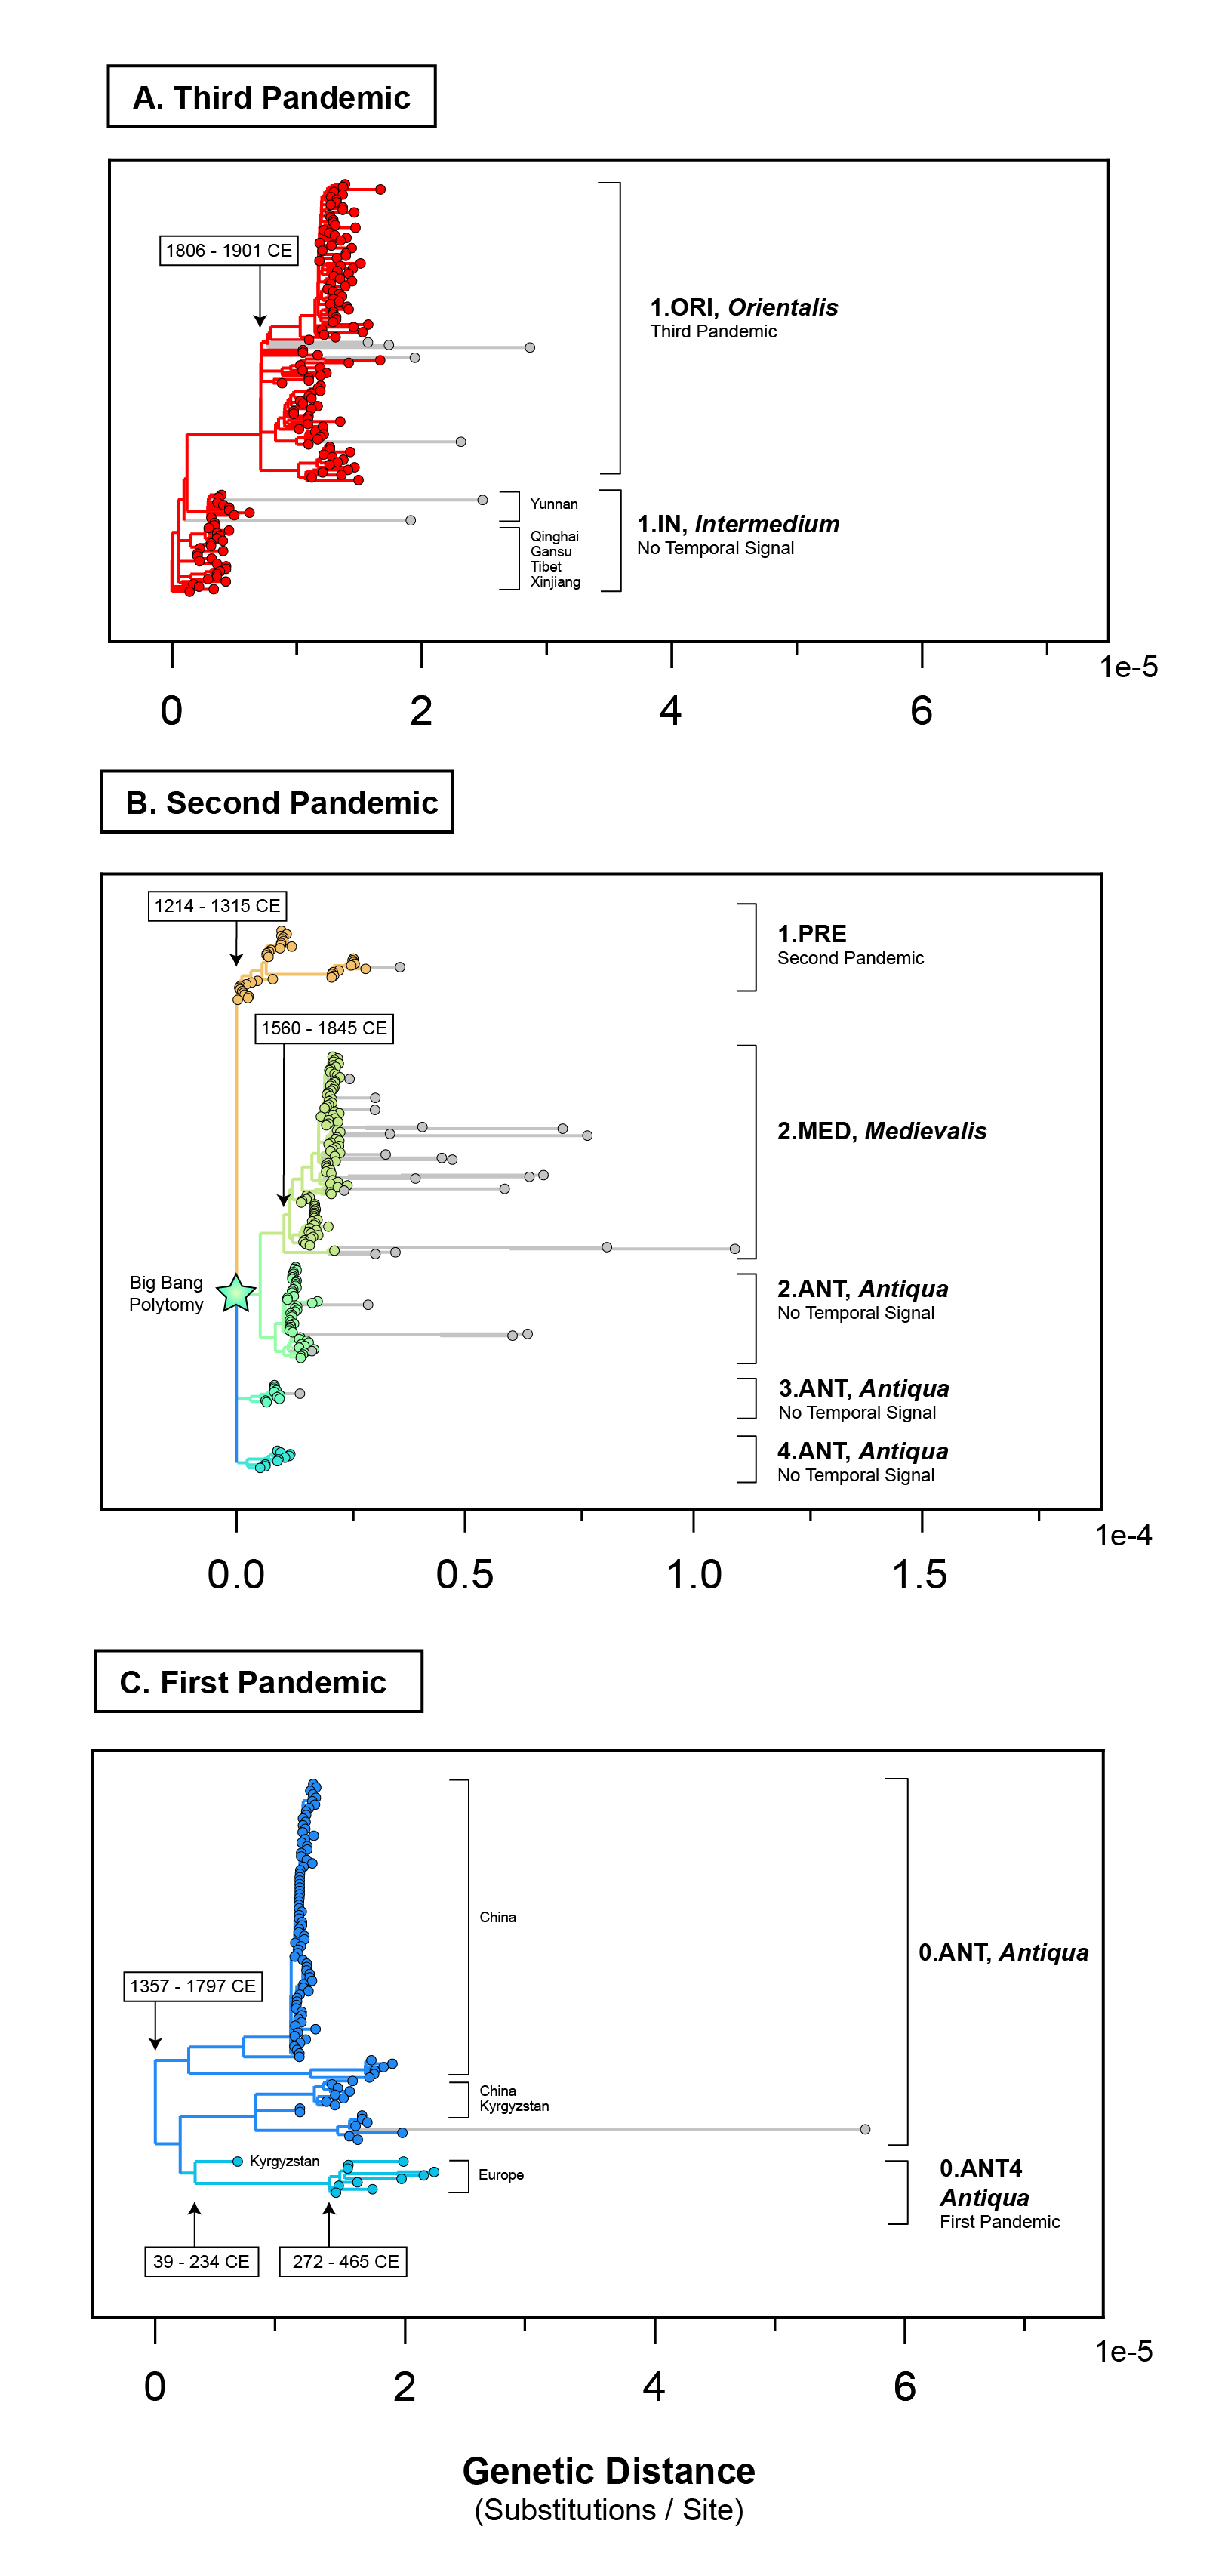 A. Third Pandemic
1806 - 1901 CE
1.ORI, Orientalis
Third Pandemic
Yunnan
Qinghai
Gansu
Tibet
Xinjiang
1.IN, Intermedium
No Temporal Signal
1e-5
0 2 4 6
B. Second Pandemic
1214 - 1315 CE
1.PRE
Second Pandemic
1560 - 1845 CE
2.MED, Medievalis
Big Bang
Polytomy
2.ANT, Antiqua
No Temporal Signal
3.ANT, Antiqua
No Temporal Signal
4.ANT, Antiqua
No Temporal Signal
1e-4
0.0 0.5 1.0 1.5
C. First Pandemic
China
0.ANT, Antiqua
1357 - 1797 CE
China
Kyrgyzstan
Kyrgyzstan
Europe
0.ANT4
Antiqua
First Pandemic
39 - 234 CE
272 - 465 CE
1e-5
0 2 4 6
Genetic Distance
(Substitutions / Site)